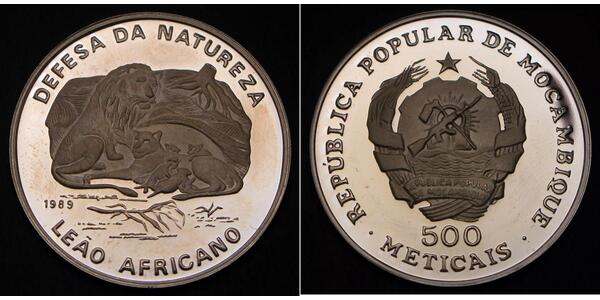 DEFESA DA NATUREZA
1989
LEÃO AFRICANO
REPÚBLICA POPULAR DE MOÇAMBIQUE
500
METICAIS